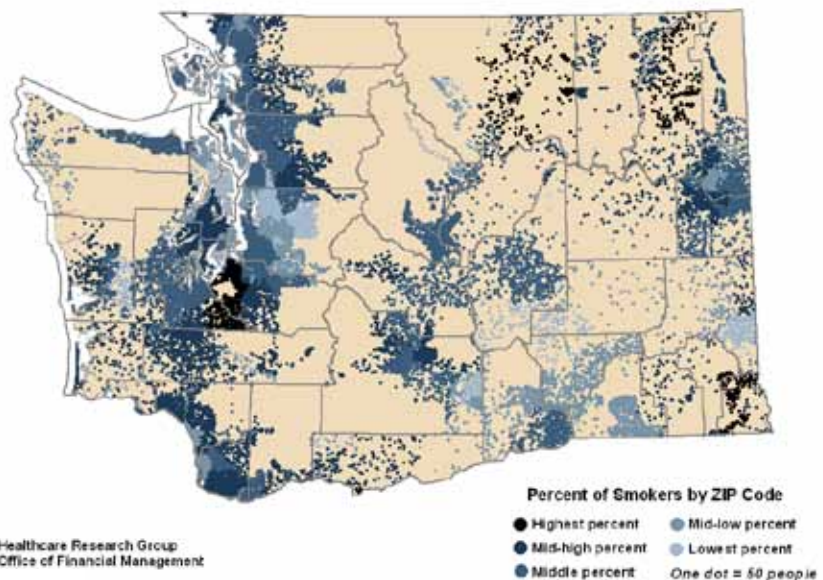 Percent of Smokers by ZIP Code
Highest percent
Mid-high percent
Middle percent
Mid-low percent
Lowest percent
One dot = 50 people
Healthcare Research Group
Office of Financial Management